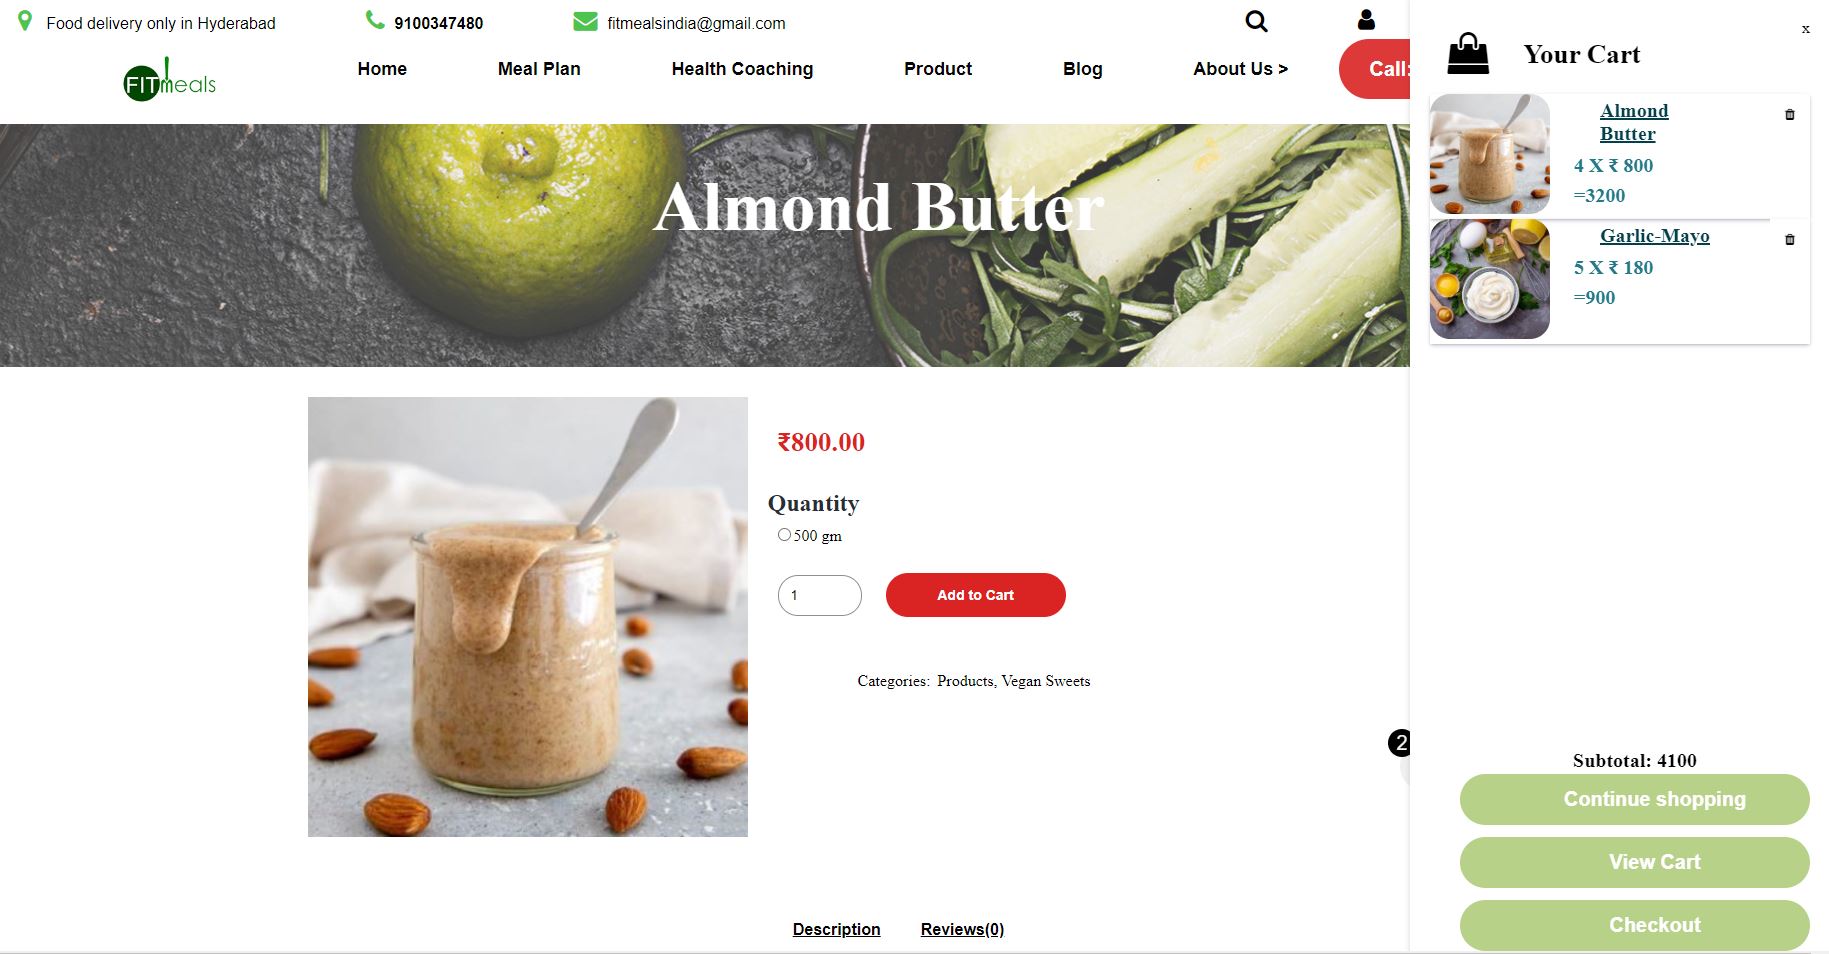 Food delivery only in Hyderabad
9100347480
fitmealsindia@gmail.com
FITmeals
Home
Meal Plan
Health Coaching
Product
Blog
About Us >
Call:
Almond Butter
₹800.00
Quantity
500 gm
1
Add to Cart
Categories: Products, Vegan Sweets
2
Description
Reviews(0)
x
Your Cart
Almond
Butter
4 X ₹ 800
=3200
Garlic-Mayo
5 X ₹ 180
=900
Subtotal: 4100
Continue shopping
View Cart
Checkout